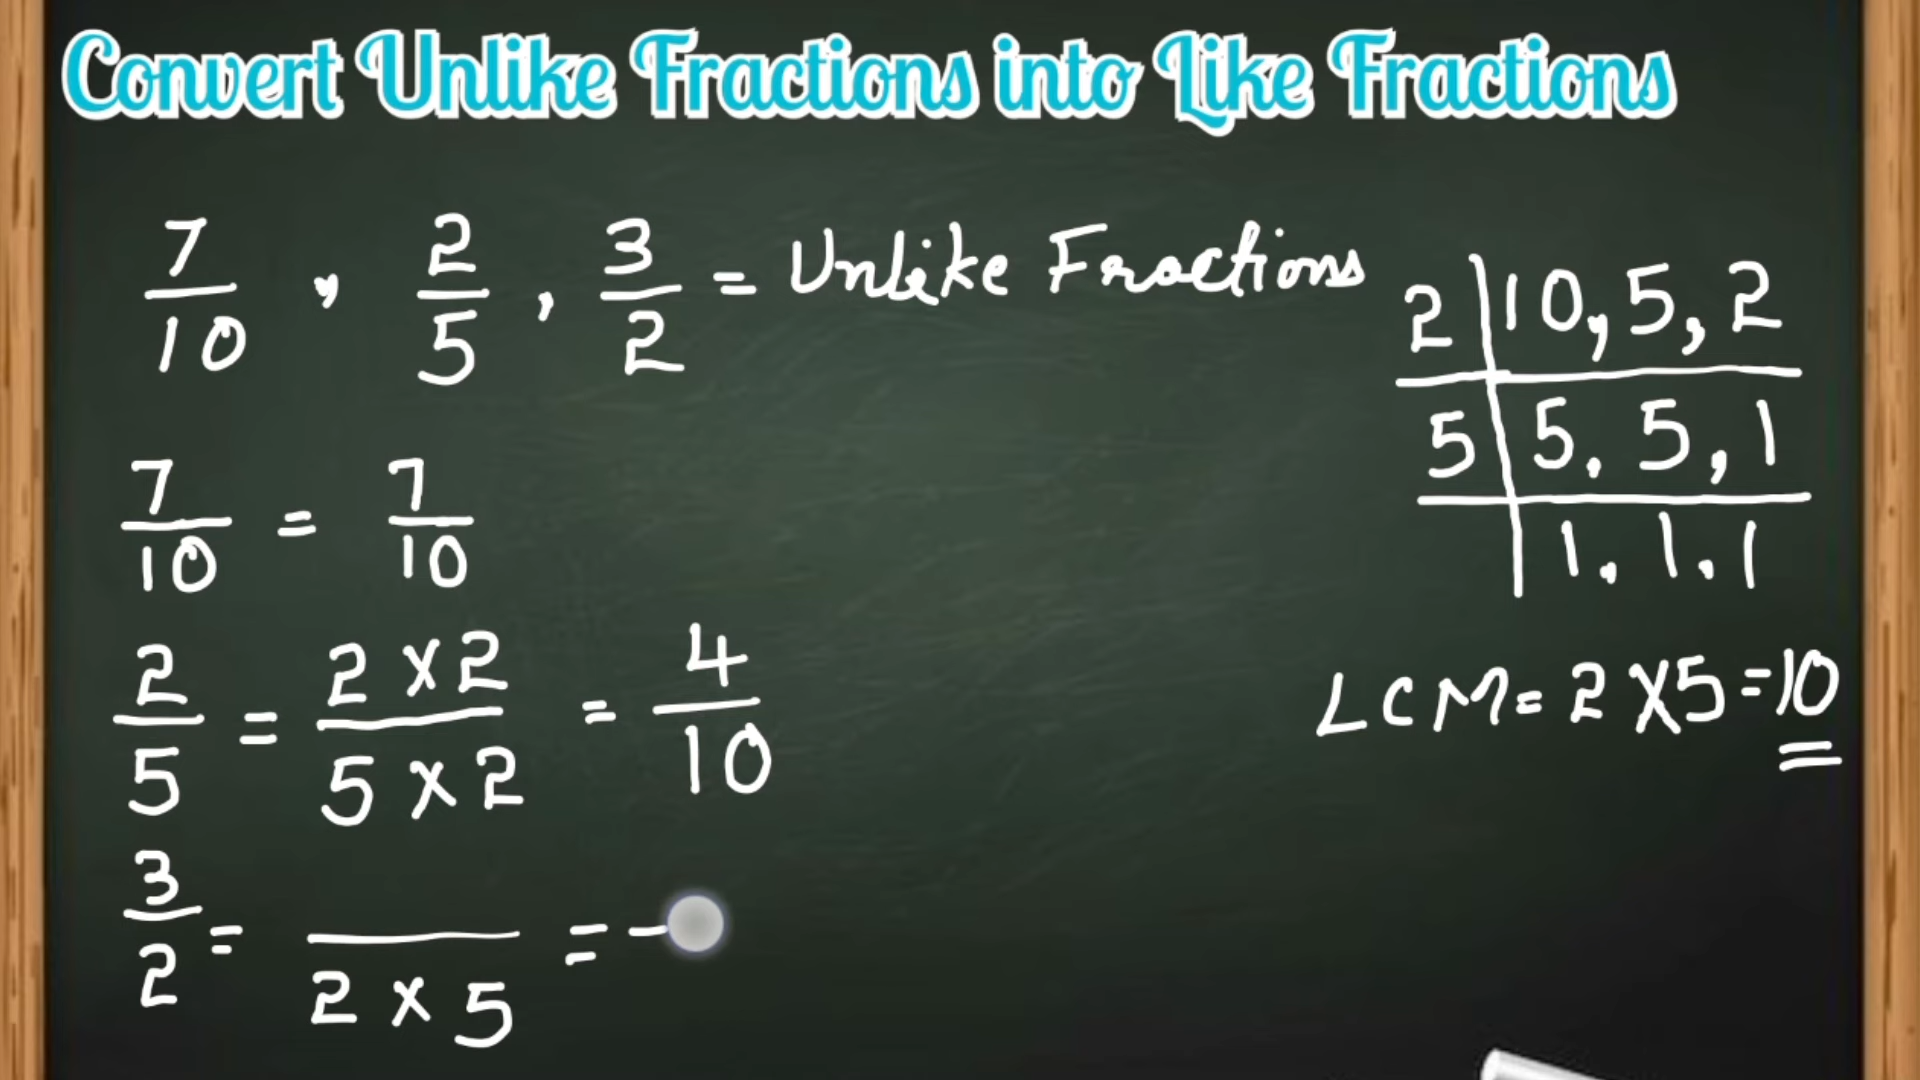 Convert Unlike Fractions into Like Fractions
7/10 , 2/5 , 3/2 = Unlike Fractions
2 | 10, 5, 2
5 | 5. 5, 1
1. 1. 1
7/10 = 7/10
2/5 = 2 x 2 / 5 x 2 = 4/10
LCM = 2 x 5 = 10
3/2 = / 2 x 5 = -